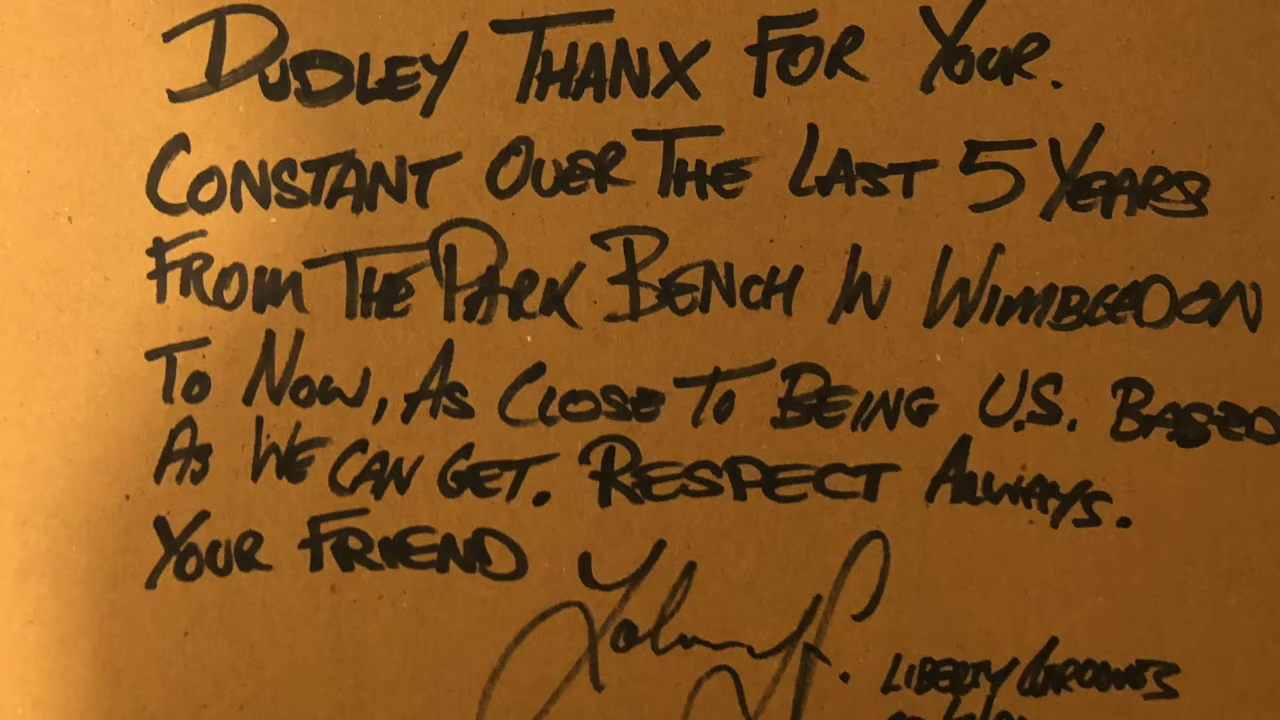 DUDLEY THANX FOR YOUR.
CONSTANT OVER THE LAST 5 YEARS
FROM THE PARK BENCH IN WIMBLEDON
TO NOW, AS CLOSE TO BEING U.S. BASED
AS WE CAN GET. RESPECT ALWAYS.
YOUR FRIEND
LIBERTY GROOVES